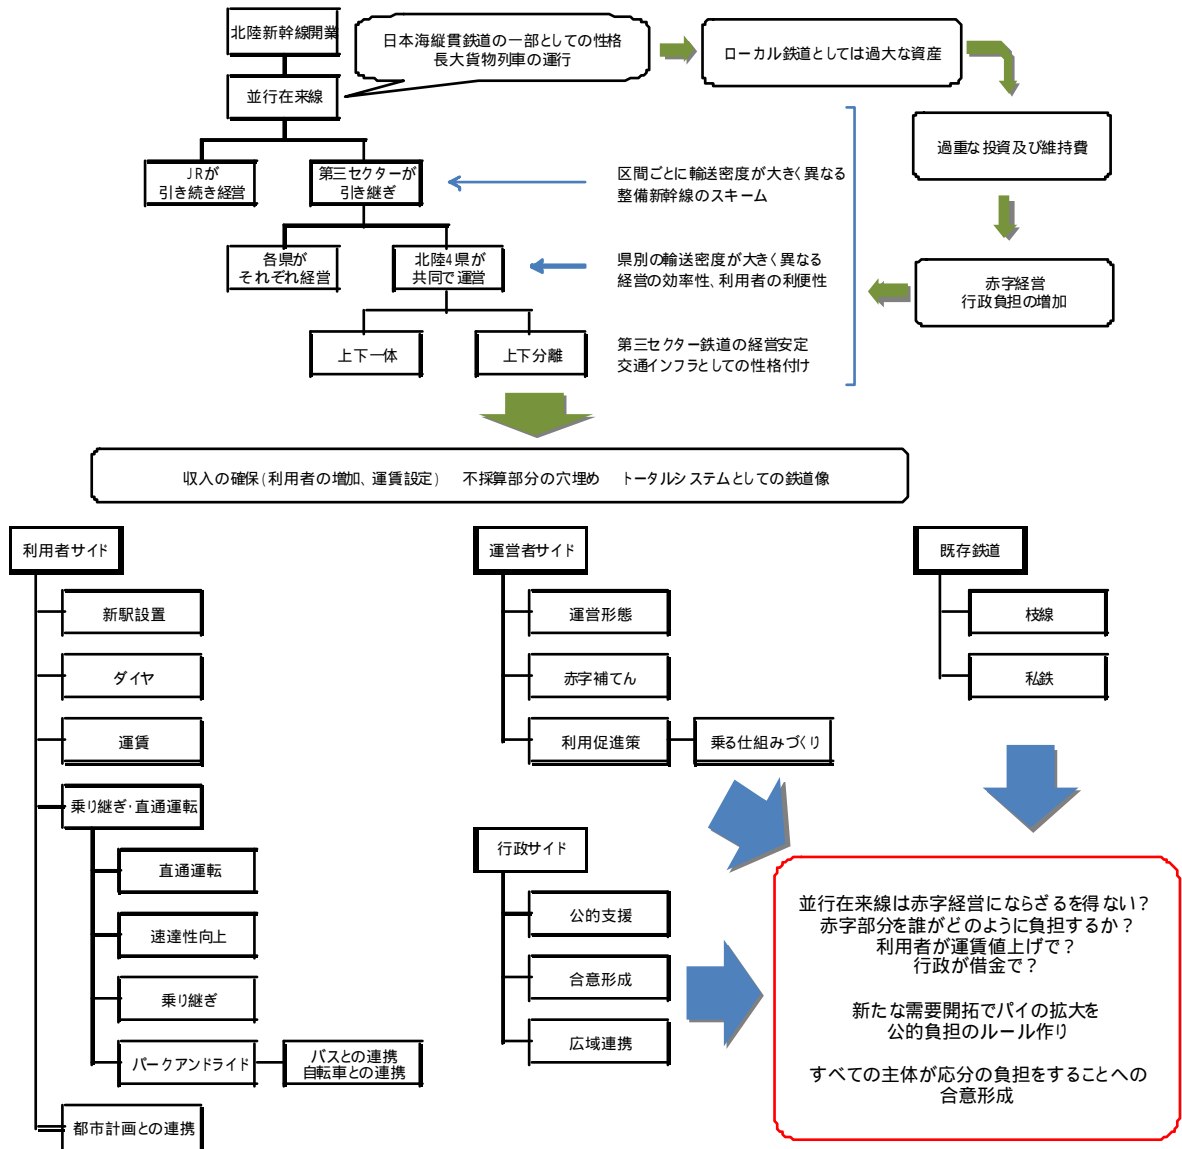 北陸新幹線開業
日本海縦貫鉄道の一部としての性格
長大貨物列車の運行
ローカル鉄道としては過大な資産
並行在来線
過重な投資及び維持費
JRが
引き続き経営
第三セクターが
引き継ぎ
区間ごとに輸送密度が大きく異なる
整備新幹線のスキーム
各県が
それぞれ経営
北陸4県が
共同で運営
県別の輸送密度が大きく異なる
経営の効率性、利用者の利便性
赤字経営
行政負担の増加
上下一体
上下分離
第三セクター鉄道の経営安定
交通インフラとしての性格付け
収入の確保(利用者の増加、運賃設定) 不採算部分の穴埋め トータルシステムとしての鉄道像
利用者サイド
新駅設置
ダイヤ
運賃
乗り継ぎ・直通運転
直通運転
速達性向上
乗り継ぎ
パークアンドライド
バスとの連携
自転車との連携
都市計画との連携
運営者サイド
運営形態
赤字補てん
利用促進策
乗る仕組みづくり
行政サイド
公的支援
合意形成
広域連携
既存鉄道
枝線
私鉄
並行在来線は赤字経営にならざるを得ない?
赤字部分を誰がどのように負担するか?
利用者が運賃値上げで?
行政が借金で?
新たな需要開拓でパイの拡大を
公的負担のルール作り
すべての主体が応分の負担をすることへの
合意形成